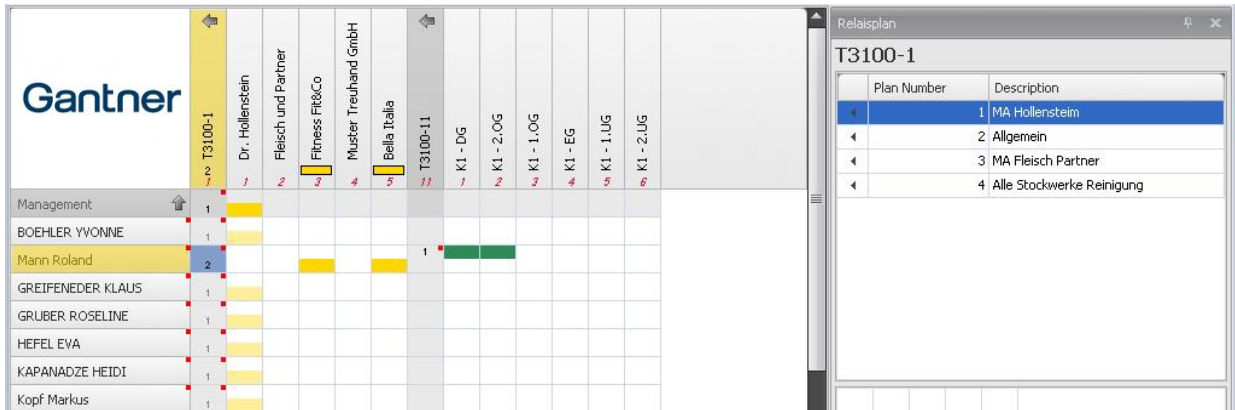 Gantner
2 T3100-1
1
Dr. Hollenstein
1
Fleisch und Partner
2
Fitness Fit&Co
3
Muster Treuhand GmbH
4
Bella Italia
5
T3100-11
11
K1 - DG
1
K1 - 2.OG
2
K1 - 1.OG
3
K1 - EG
4
K1 - 1.UG
5
K1 - 2.UG
6
Management 1
BOEHLER YVONNE 1
Mann Roland 2 1
GREIFENEDER KLAUS 1
GRUBER ROSELINE 1
HEFEL EVA 1
KAPANADZE HEIDI 1
Kopf Markus 1
Relaisplan
T3100-1
Plan Number Description
1 MA Hollensteim
2 Allgemein
3 MA Fleisch Partner
4 Alle Stockwerke Reinigung